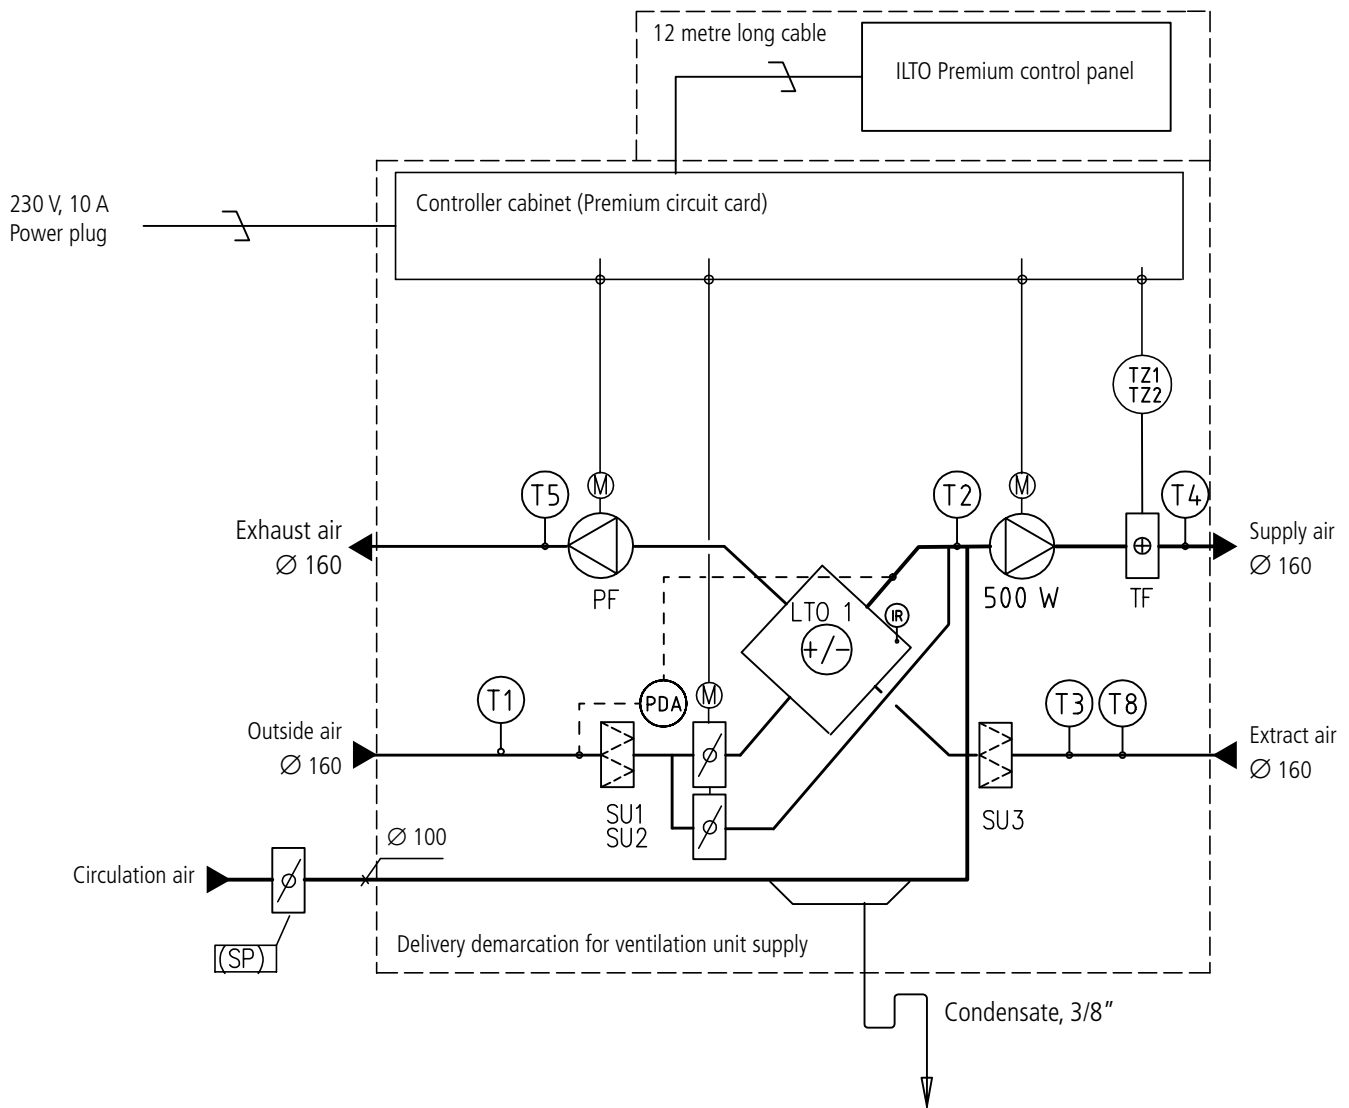 12 metre long cable
ILTO Premium control panel
230 V, 10 A
Power plug
Controller cabinet (Premium circuit card)
TZ1
TZ2
T5
M
T2
M
T4
Exhaust air
Ø 160
Supply air
Ø 160
PF
LTO 1
+/-
IR
500 W
TF
T1
PDA
M
T3
T8
Outside air
Ø 160
Extract air
Ø 160
SU1
SU2
SU3
Ø 100
Circulation air
(SP)
Delivery demarcation for ventilation unit supply
Condensate, 3/8”